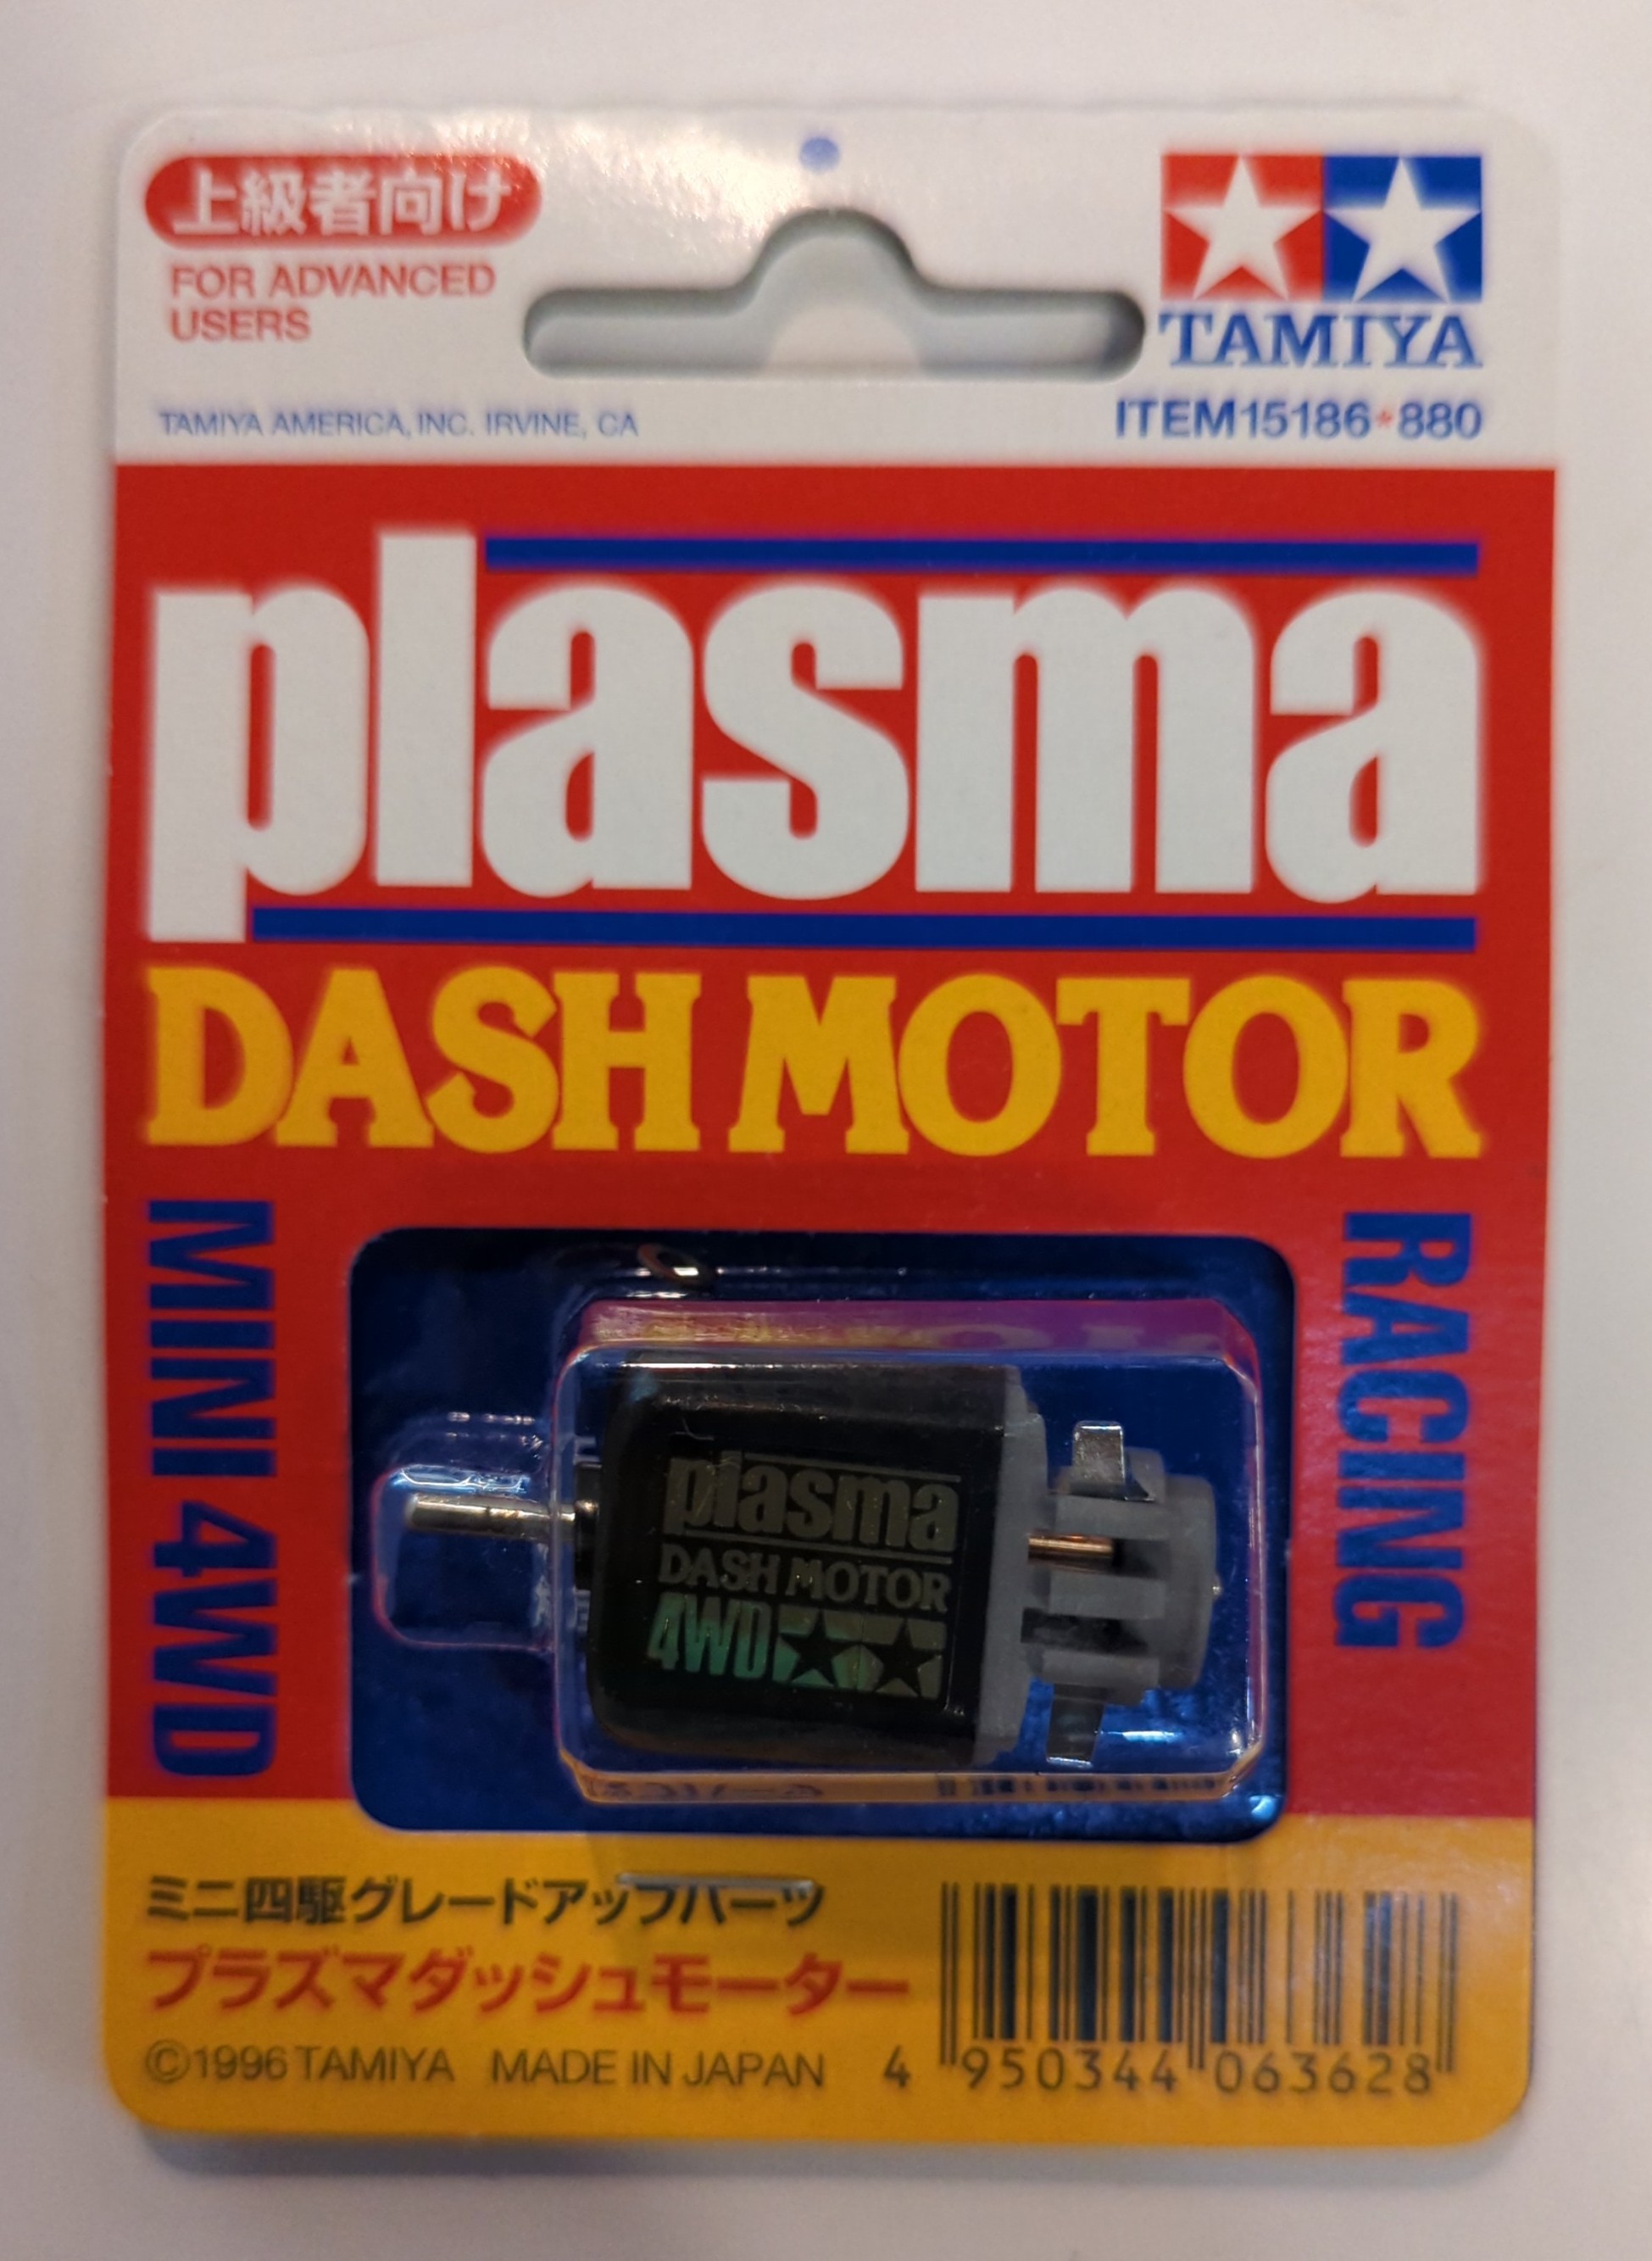 上級者向け
FOR ADVANCED
USERS
TAMIYA
TAMIYA AMERICA, INC. IRVINE, CA
ITEM15186*880
plasma
DASH MOTOR
MINI 4WD
RACING
plasma
DASH MOTOR
4WD
ミニ四駆グレードアップパーツ
プラズマダッシュモーター
©1996 TAMIYA MADE IN JAPAN
4 950344 063628